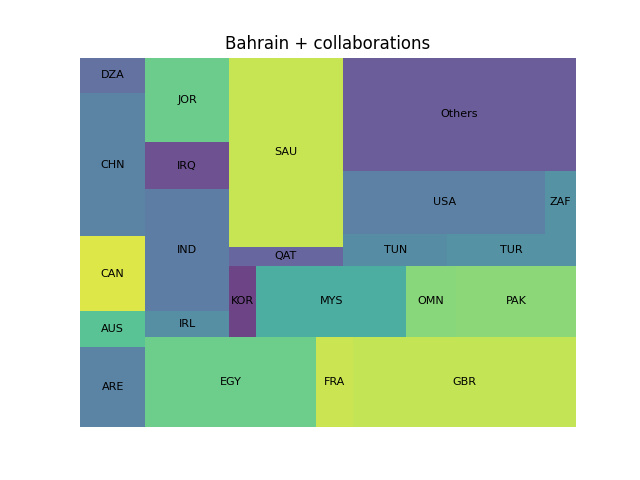 Bahrain + collaborations
DZA
JOR
SAU
Others
CHN
IRQ
USA
ZAF
IND
QAT
TUN
TUR
CAN
KOR
MYS
OMN
PAK
AUS
IRL
ARE
EGY
FRA
GBR